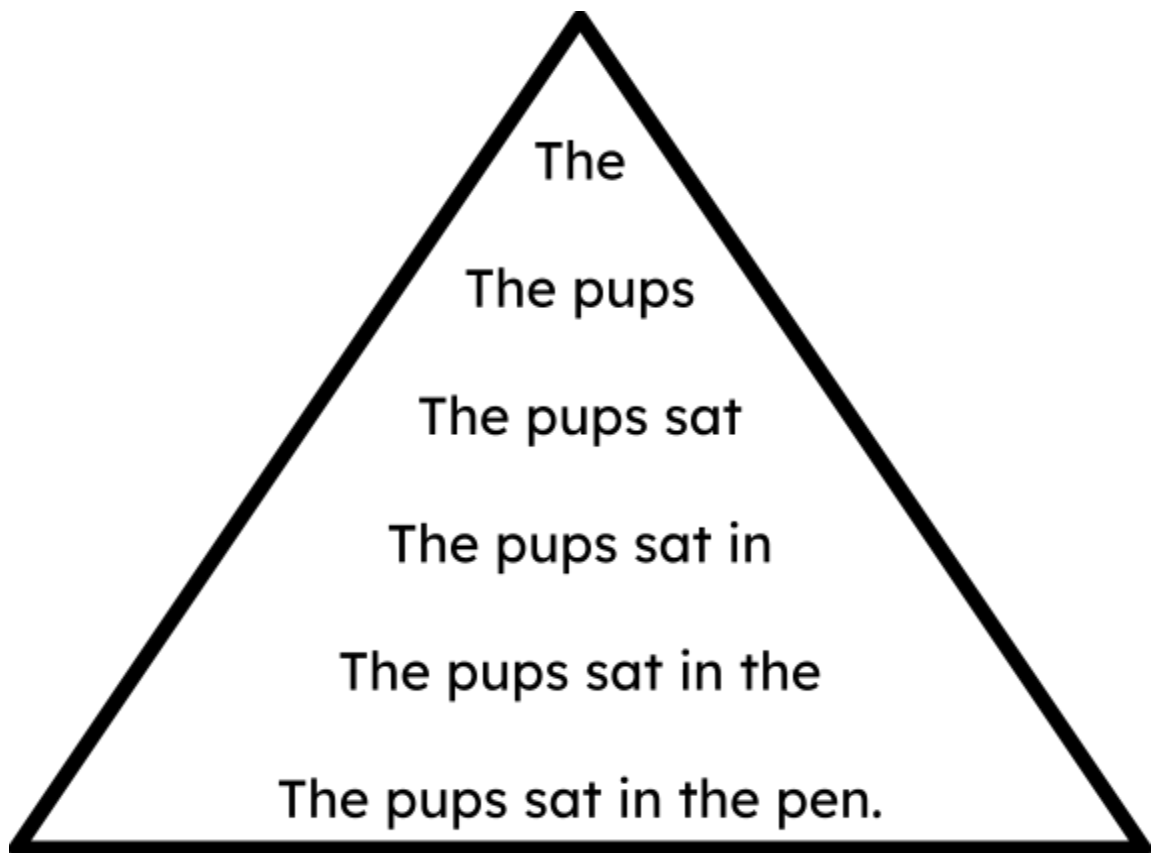 The
The pups
The pups sat
The pups sat in
The pups sat in the
The pups sat in the pen.